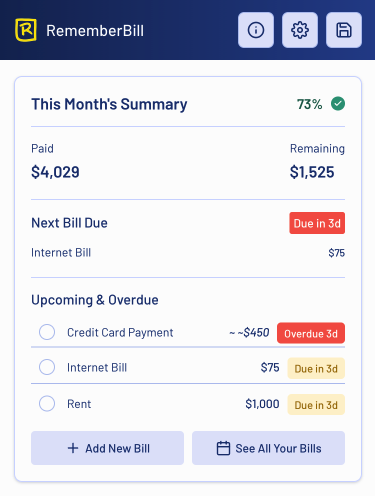 R RememberBill
This Month's Summary 73%
Paid Remaining
$4,029 $1,525
Next Bill Due Due in 3d
Internet Bill $75
Upcoming & Overdue
Credit Card Payment ~ ~$450 Overdue 3d
Internet Bill $75 Due in 3d
Rent $1,000 Due in 3d
+ Add New Bill See All Your Bills